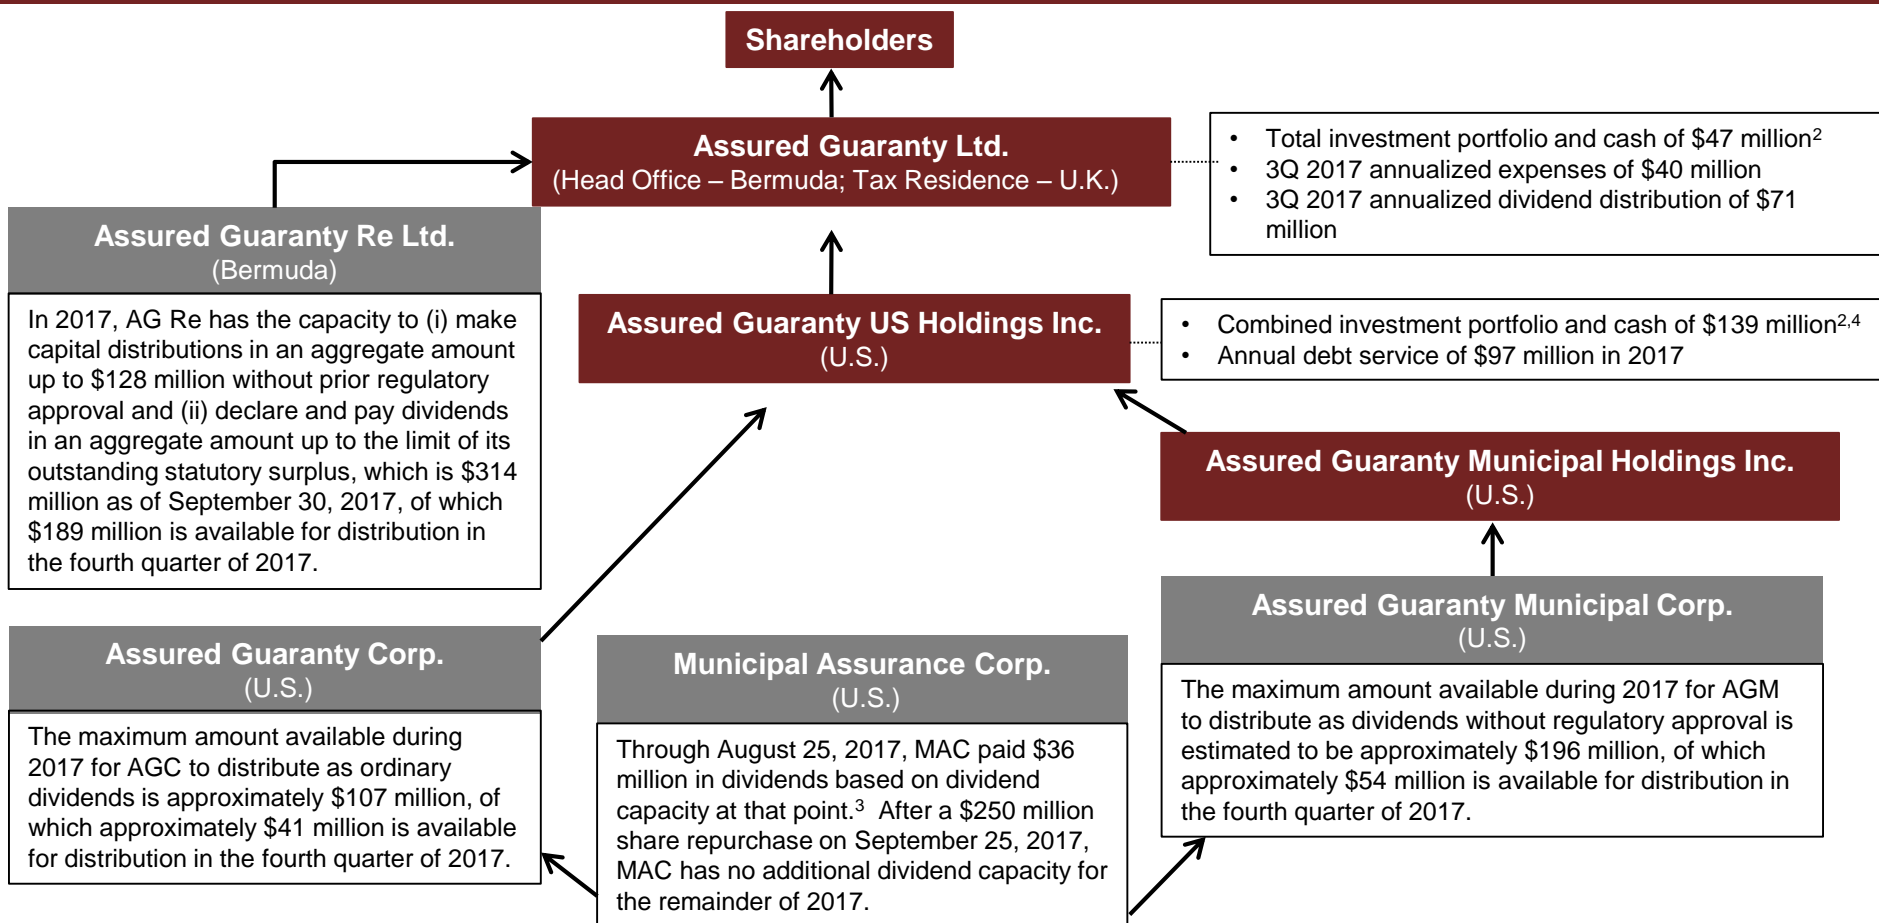 Shareholders
Assured Guaranty Ltd.
(Head Office – Bermuda; Tax Residence – U.K.)
• Total investment portfolio and cash of $47 million2
• 3Q 2017 annualized expenses of $40 million
• 3Q 2017 annualized dividend distribution of $71
million
Assured Guaranty Re Ltd.
(Bermuda)
In 2017, AG Re has the capacity to (i) make
capital distributions in an aggregate amount
up to $128 million without prior regulatory
approval and (ii) declare and pay dividends
in an aggregate amount up to the limit of its
outstanding statutory surplus, which is $314
million as of September 30, 2017, of which
$189 million is available for distribution in
the fourth quarter of 2017.
Assured Guaranty US Holdings Inc.
(U.S.)
• Combined investment portfolio and cash of $139 million2,4
• Annual debt service of $97 million in 2017
Assured Guaranty Municipal Holdings Inc.
(U.S.)
Assured Guaranty Corp.
(U.S.)
The maximum amount available during
2017 for AGC to distribute as ordinary
dividends is approximately $107 million, of
which approximately $41 million is available
for distribution in the fourth quarter of 2017.
Municipal Assurance Corp.
(U.S.)
Through August 25, 2017, MAC paid $36
million in dividends based on dividend
capacity at that point.3 After a $250 million
share repurchase on September 25, 2017,
MAC has no additional dividend capacity for
the remainder of 2017.
Assured Guaranty Municipal Corp.
(U.S.)
The maximum amount available during 2017 for AGM
to distribute as dividends without regulatory approval is
estimated to be approximately $196 million, of which
approximately $54 million is available for distribution in
the fourth quarter of 2017.